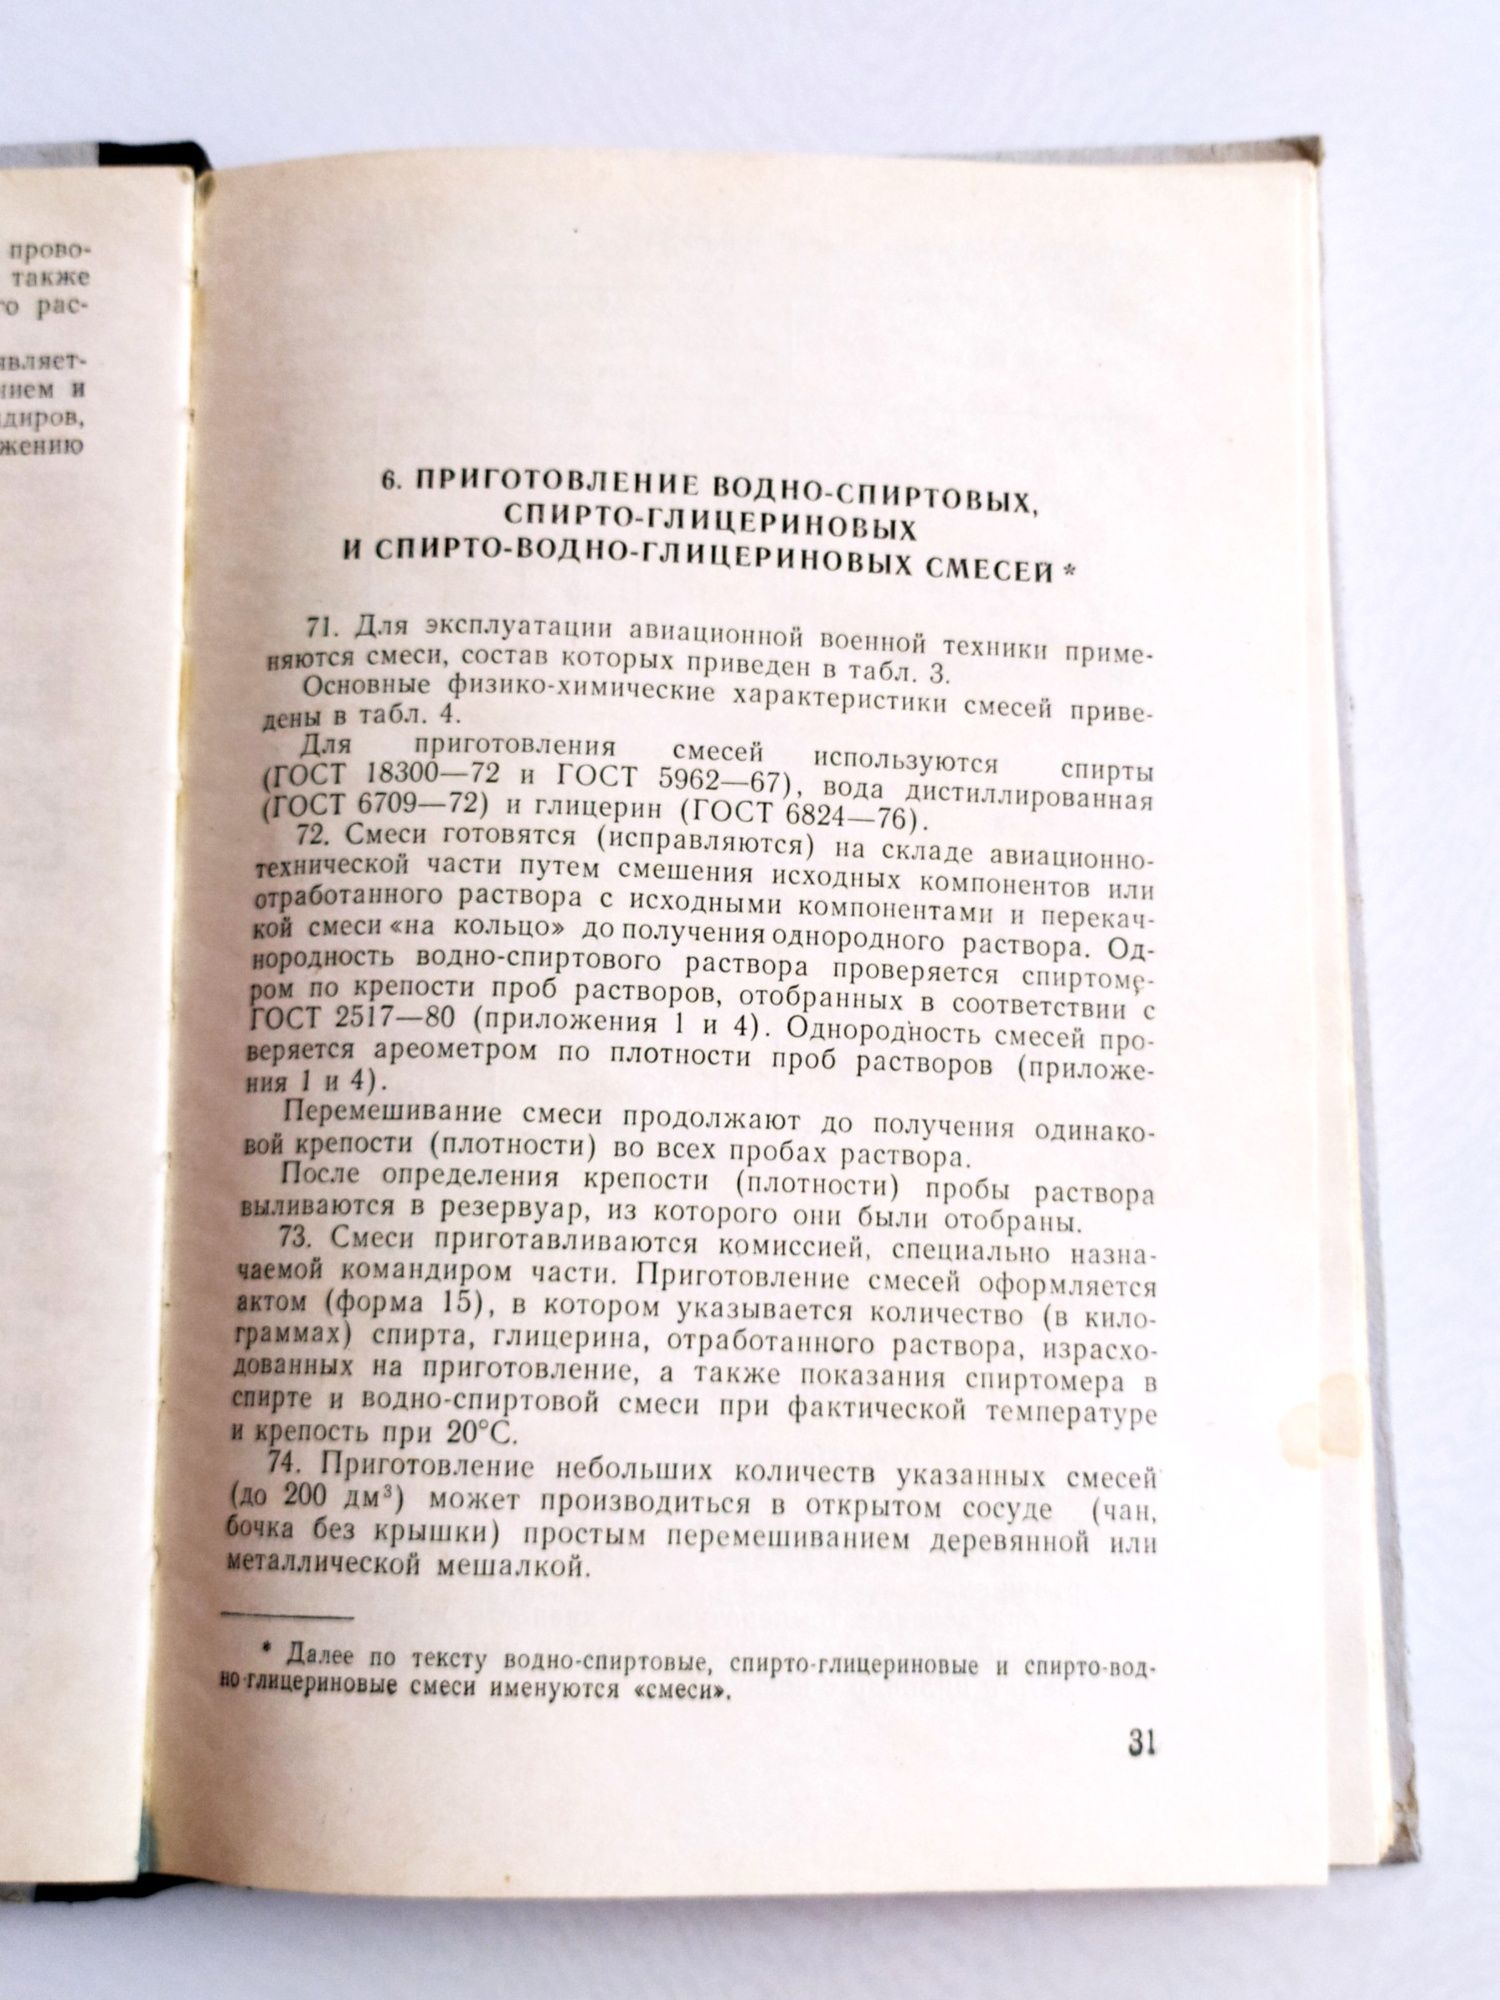 прово-
также
го рас-
являет-
нием и
ндиров,
жению
6. ПРИГОТОВЛЕНИЕ ВОДНО-СПИРТОВЫХ,
СПИРТО-ГЛИЦЕРИНОВЫХ
И СПИРТО-ВОДНО-ГЛИЦЕРИНОВЫХ СМЕСЕЙ *
71. Для эксплуатации авиационной военной техники приме-
няются смеси, состав которых приведен в табл. 3.
Основные физико-химические характеристики смесей приве-
дены в табл. 4.
Для приготовления смесей используются спирты
(ГОСТ 18300—72 и ГОСТ 5962—67), вода дистиллированная
(ГОСТ 6709—72) и глицерин (ГОСТ 6824—76).
72. Смеси готовятся (исправляются) на складе авиационно-
технической части путем смешения исходных компонентов или
отработанного раствора с исходными компонентами и перекач-
кой смеси «на кольцо» до получения однородного раствора. Од-
нородность водно-спиртового раствора проверяется спиртоме-
ром по крепости проб растворов, отобранных в соответствии с
ГОСТ 2517—80 (приложения 1 и 4). Однородность смесей про-
веряется ареометром по плотности проб растворов (приложе-
ния 1 и 4).
Перемешивание смеси продолжают до получения одинако-
вой крепости (плотности) во всех пробах раствора.
После определения крепости (плотности) пробы раствора
выливаются в резервуар, из которого они были отобраны.
73. Смеси приготавливаются комиссией, специально назна-
чаемой командиром части. Приготовление смесей оформляется
актом (форма 15), в котором указывается количество (в кило-
граммах) спирта, глицерина, отработанного раствора, израсхо-
дованных на приготовление, а также показания спиртомера в
спирте и водно-спиртовой смеси при фактической температуре
и крепость при 20°С.
74. Приготовление небольших количеств указанных смесей
(до 200 дм³) может производиться в открытом сосуде (чан,
бочка без крышки) простым перемешиванием деревянной или
металлической мешалкой.
* Далее по тексту водно-спиртовые, спирто-глицериновые и спирто-вод-
но-глицериновые смеси именуются «смеси».
31